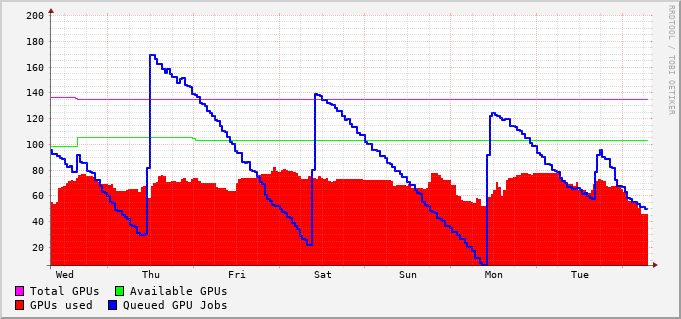 200
180
160
140
120
100
80
60
40
20
Wed Thu Fri Sat Sun Mon Tue
Total GPUs Available GPUs
GPUs used Queued GPU Jobs
RRDTOOL / TOBI OETIKER